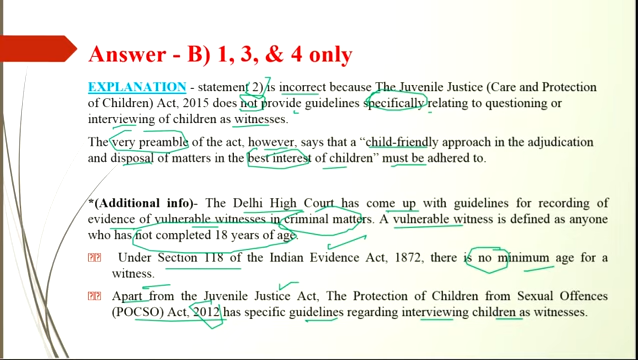 Answer - B) 1, 3, & 4 only
EXPLANATION - statement 2) is incorrect because The Juvenile Justice (Care and Protection
of Children) Act, 2015 does not provide guidelines specifically relating to questioning or
interviewing of children as witnesses.
The very preamble of the act, however, says that a “child-friendly approach in the adjudication
and disposal of matters in the best interest of children” must be adhered to.
*(Additional info)- The Delhi High Court has come up with guidelines for recording of
evidence of vulnerable witnesses in criminal matters. A vulnerable witness is defined as anyone
who has not completed 18 years of age.
Under Section 118 of the Indian Evidence Act, 1872, there is no minimum age for a
witness.
Apart from the Juvenile Justice Act, The Protection of Children from Sexual Offences
(POCSO) Act, 2012 has specific guidelines regarding interviewing children as witnesses.